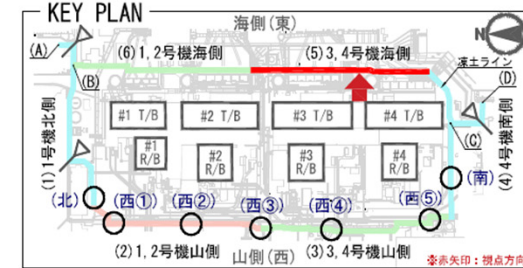 KEY PLAN
海側(東)
N
(A)
(6)1,2号機海側
(5)3,4号機海側
凍土ライン
(B)
(D)
#1 T/B
#2 T/B
#3 T/B
#4 T/B
(C)
(1)1号機北側
#1
R/B
#2
R/B
#3
R/B
#4
R/B
(4)4号機南側
(北)
(西①)
(西②)
(西③)
(西④)
(西⑤)
(南)
(2)1,2号機山側
(3)3,4号機山側
山側(西)
※赤矢印：視点方向